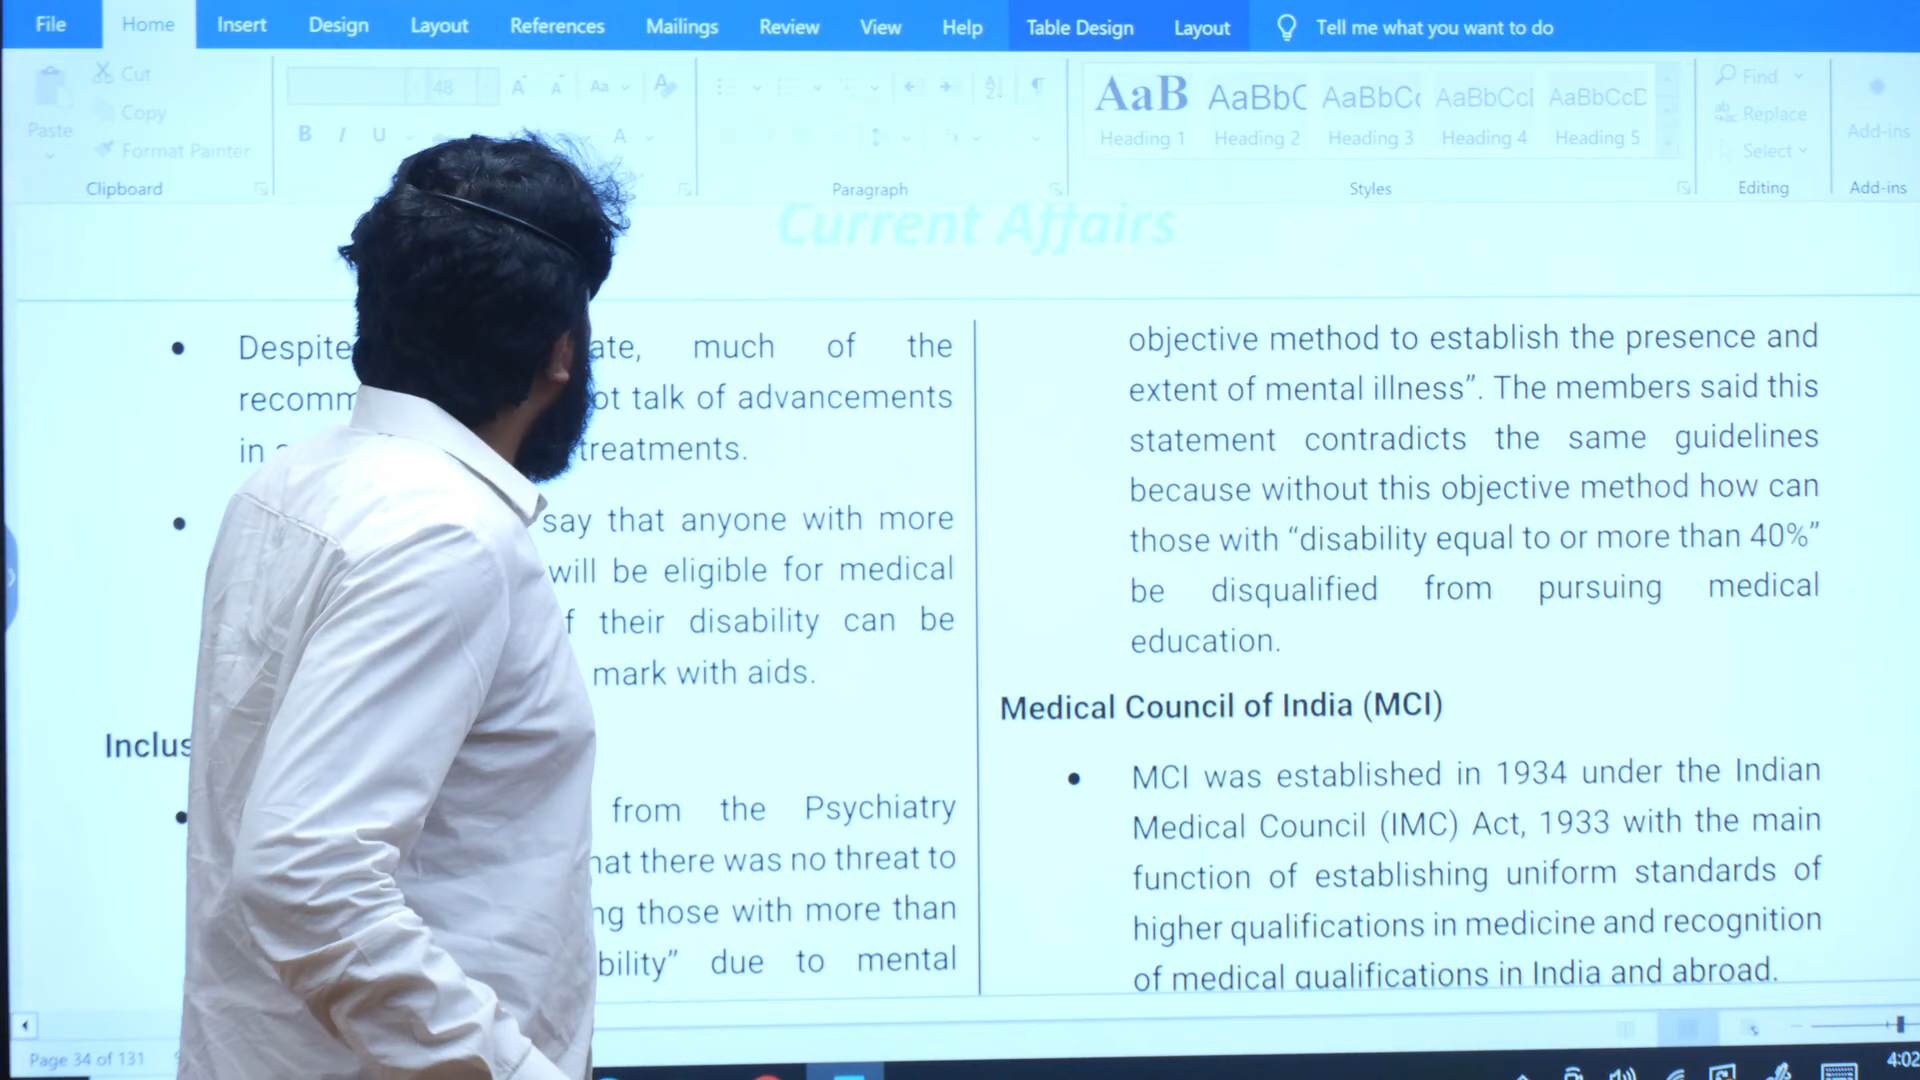 File Home Insert Design Layout References Mailings Review View Help Table Design Layout Tell me what you want to do
Cut
Copy
Paste
Format Painter
Clipboard
48
Aa
B I U
A
Paragraph
AaB AaBbC AaBbCc AaBbCcI AaBbCcD
Heading 1 Heading 2 Heading 3 Heading 4 Heading 5
Styles
Find
Replace
Select
Editing
Add-ins
Add-ins
Current Affairs
Despite ate, much of the
recomm ot talk of advancements
in treatments.
say that anyone with more
will be eligible for medical
f their disability can be
mark with aids.
Inclus
from the Psychiatry
hat there was no threat to
ng those with more than
bility” due to mental
objective method to establish the presence and
extent of mental illness”. The members said this
statement contradicts the same guidelines
because without this objective method how can
those with “disability equal to or more than 40%”
be disqualified from pursuing medical
education.
Medical Council of India (MCI)
MCI was established in 1934 under the Indian
Medical Council (IMC) Act, 1933 with the main
function of establishing uniform standards of
higher qualifications in medicine and recognition
of medical qualifications in India and abroad.
Page 34 of 131
4:02